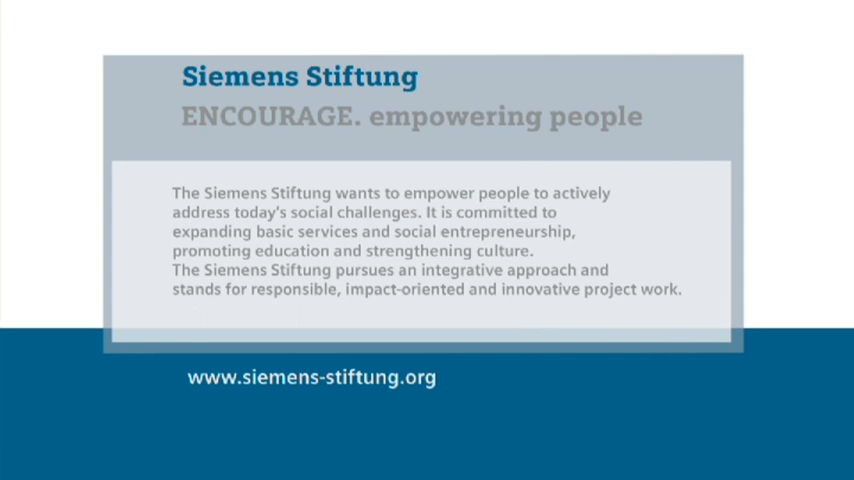 Siemens Stiftung
ENCOURAGE. empowering people
The Siemens Stiftung wants to empower people to actively
address today's social challenges. It is committed to
expanding basic services and social entrepreneurship,
promoting education and strengthening culture.
The Siemens Stiftung pursues an integrative approach and
stands for responsible, impact-oriented and innovative project work.
www.siemens-stiftung.org